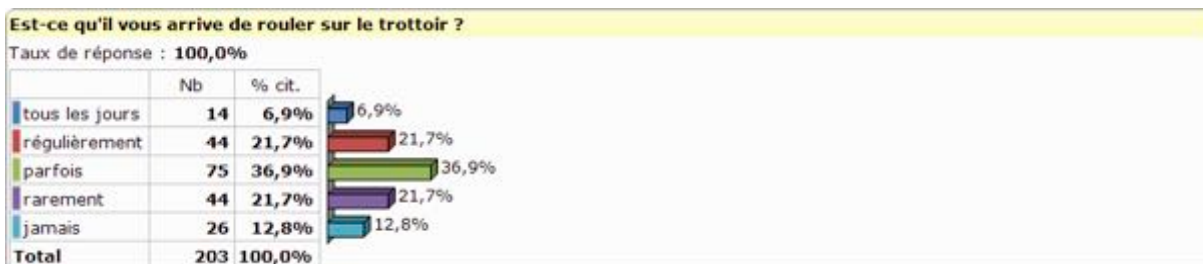 Est-ce qu'il vous arrive de rouler sur le trottoir ?
Taux de réponse : 100,0%
Nb % cit.
tous les jours 14 6,9% 6,9%
régulièrement 44 21,7% 21,7%
parfois 75 36,9% 36,9%
rarement 44 21,7% 21,7%
jamais 26 12,8% 12,8%
Total 203 100,0%